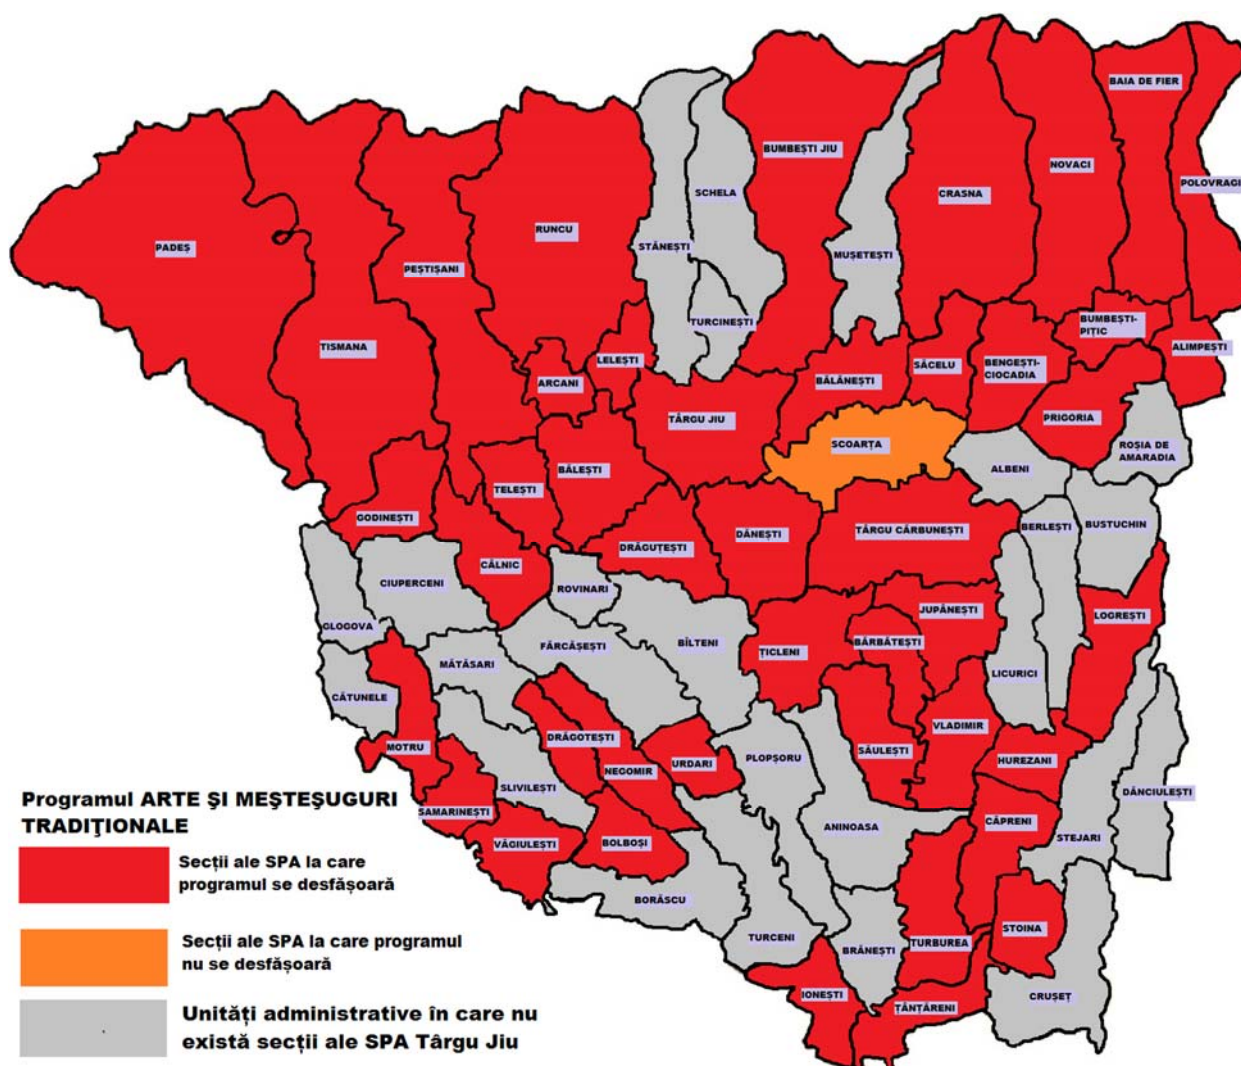 BAIA DE FIER
BUMBEȘTI JIU
NOVACI
POLOVRAGI
SCHELA
CRASNA
RUNCU
PADEȘ
STĂNEȘTI
MUȘETEȘTI
PEȘTIȘANI
TURCINEȘTI
BUMBEȘTI-
PIȚIC
TISMANA
ALIMPEȘTI
LELEȘTI
SĂCELU
BENGEȘTI-
CIOCADIA
ARCANI
BĂLĂNEȘTI
TÂRGU JIU
PRIGORIA
SCOARȚA
ROȘIA DE
AMARADIA
BĂLEȘTI
ALBENI
TELEȘTI
GODINEȘTI
DRĂGUȚEȘTI
DĂNEȘTI
TÂRGU CĂRBUNEȘTI
BERLEȘTI
BUSTUCHIN
CÂLNIC
CIUPERCENI
ROVINARI
JUPÂNEȘTI
LOGREȘTI
GLOGOVA
FĂRCĂȘEȘTI
BÎLTENI
ȚICLENI
BĂRBĂTEȘTI
MĂTĂSARI
LICURICI
CĂTUNELE
VLADIMIR
DRĂGOTEȘTI
MOTRU
SĂULEȘTI
PLOPȘORU
URDARI
HUREZANI
NEGOMIR
SLIVILEȘTI
DĂNCIULEȘTI
Programul ARTE ŞI MEŞTEŞUGURI
TRADIŢIONALE
SAMARINEȘTI
ANINOASA
CĂPRENI
STEJARI
VĂGIULEȘTI
BOLBOȘI
Secții ale SPA la care
programul se desfășoară
BORĂSCU
STOINA
TURCENI
BRĂNEȘTI
TURBUREA
Secții ale SPA la care programul
nu se desfășoară
IONEȘTI
ȚÂNȚĂRENI
CRUȘEȚ
Unități administrative în care nu
există secții ale SPA Târgu Jiu